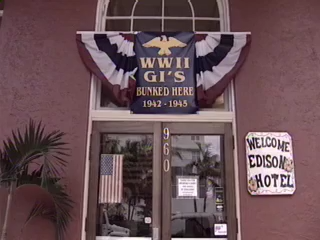 WWII
GI'S
BUNKED HERE
1942 - 1945
960
WELCOME
EDISON
HOTEL